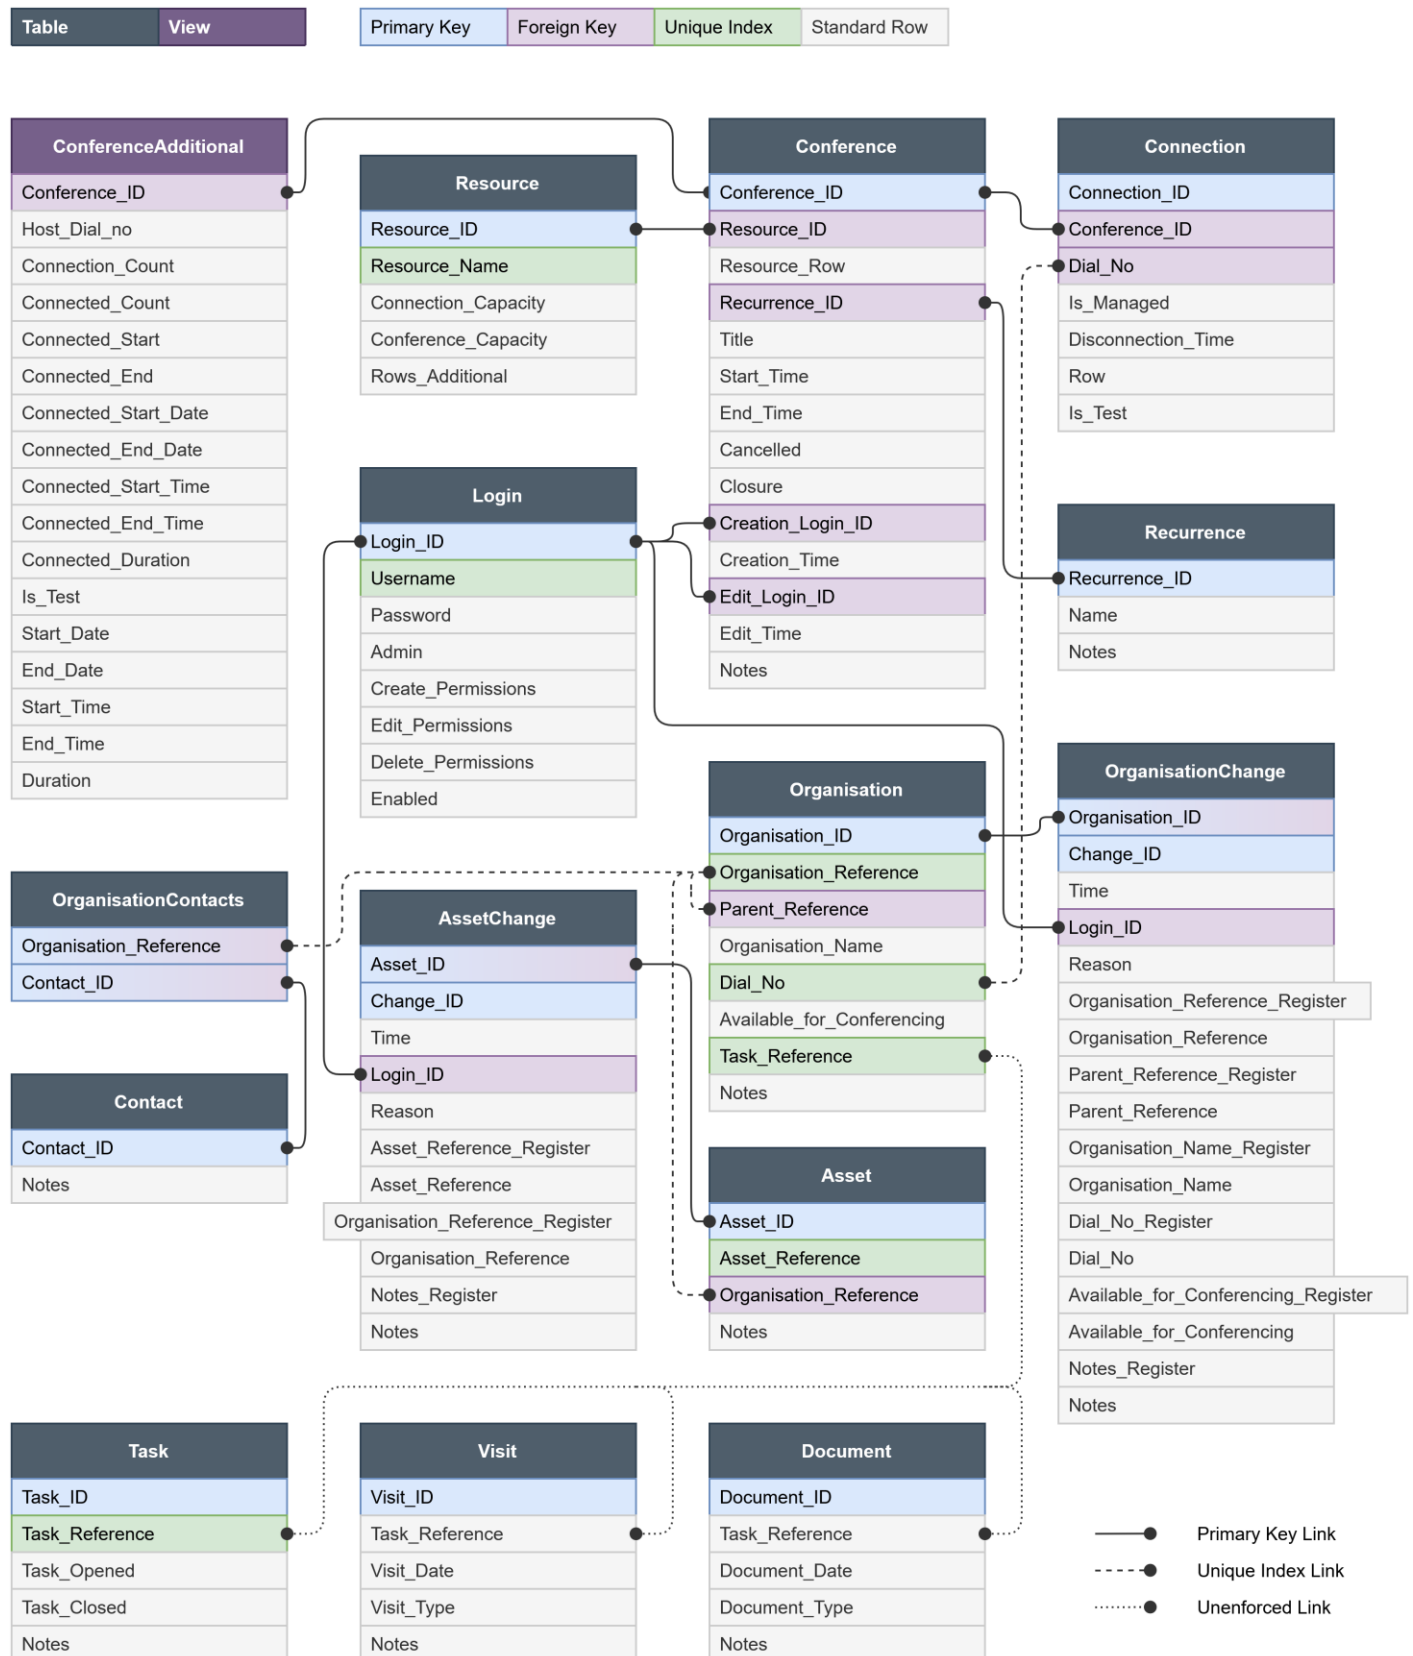 Table
View
Primary Key
Foreign Key
Unique Index
Standard Row
ConferenceAdditional
Conference_ID
Host_Dial_no
Connection_Count
Connected_Count
Connected_Start
Connected_End
Connected_Start_Date
Connected_End_Date
Connected_Start_Time
Connected_End_Time
Connected_Duration
Is_Test
Start_Date
End_Date
Start_Time
End_Time
Duration
Resource
Resource_ID
Resource_Name
Connection_Capacity
Conference_Capacity
Rows_Additional
Conference
Conference_ID
Resource_ID
Resource_Row
Recurrence_ID
Title
Start_Time
End_Time
Cancelled
Closure
Creation_Login_ID
Creation_Time
Edit_Login_ID
Edit_Time
Notes
Connection
Connection_ID
Conference_ID
Dial_No
Is_Managed
Disconnection_Time
Row
Is_Test
Login
Login_ID
Username
Password
Admin
Create_Permissions
Edit_Permissions
Delete_Permissions
Enabled
Recurrence
Recurrence_ID
Name
Notes
OrganisationContacts
Organisation_Reference
Contact_ID
Contact
Contact_ID
Notes
AssetChange
Asset_ID
Change_ID
Time
Login_ID
Reason
Asset_Reference_Register
Asset_Reference
Organisation_Reference_Register
Organisation_Reference
Notes_Register
Notes
Organisation
Organisation_ID
Organisation_Reference
Parent_Reference
Organisation_Name
Dial_No
Available_for_Conferencing
Task_Reference
Notes
Asset
Asset_ID
Asset_Reference
Organisation_Reference
Notes
OrganisationChange
Organisation_ID
Change_ID
Time
Login_ID
Reason
Organisation_Reference_Register
Organisation_Reference
Parent_Reference_Register
Parent_Reference
Organisation_Name_Register
Organisation_Name
Dial_No_Register
Dial_No
Available_for_Conferencing_Register
Available_for_Conferencing
Notes_Register
Notes
Task
Task_ID
Task_Reference
Task_Opened
Task_Closed
Notes
Visit
Visit_ID
Task_Reference
Visit_Date
Visit_Type
Notes
Document
Document_ID
Task_Reference
Document_Date
Document_Type
Notes
Primary Key Link
Unique Index Link
Unenforced Link